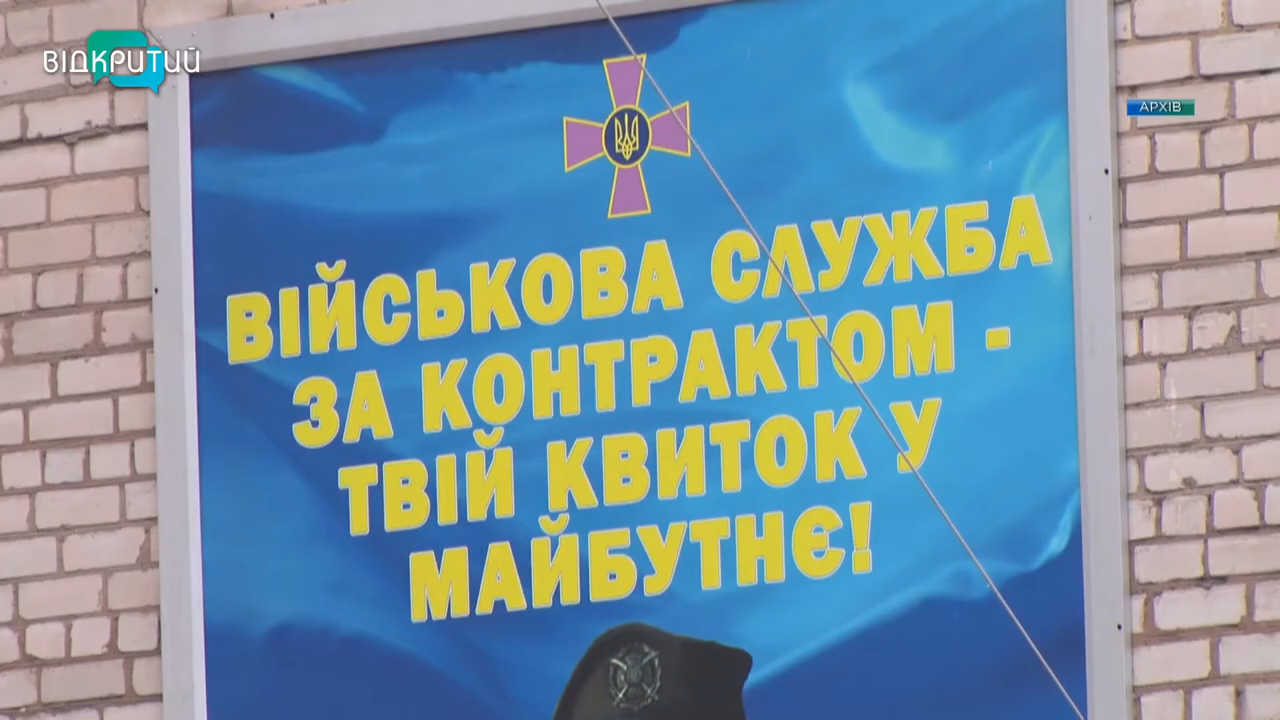 ВІДКРИТИЙ
АРХІВ
ВІЙСЬКОВА СЛУЖБА
ЗА КОНТРАКТОМ -
ТВІЙ КВИТОК У
МАЙБУТНЄ!